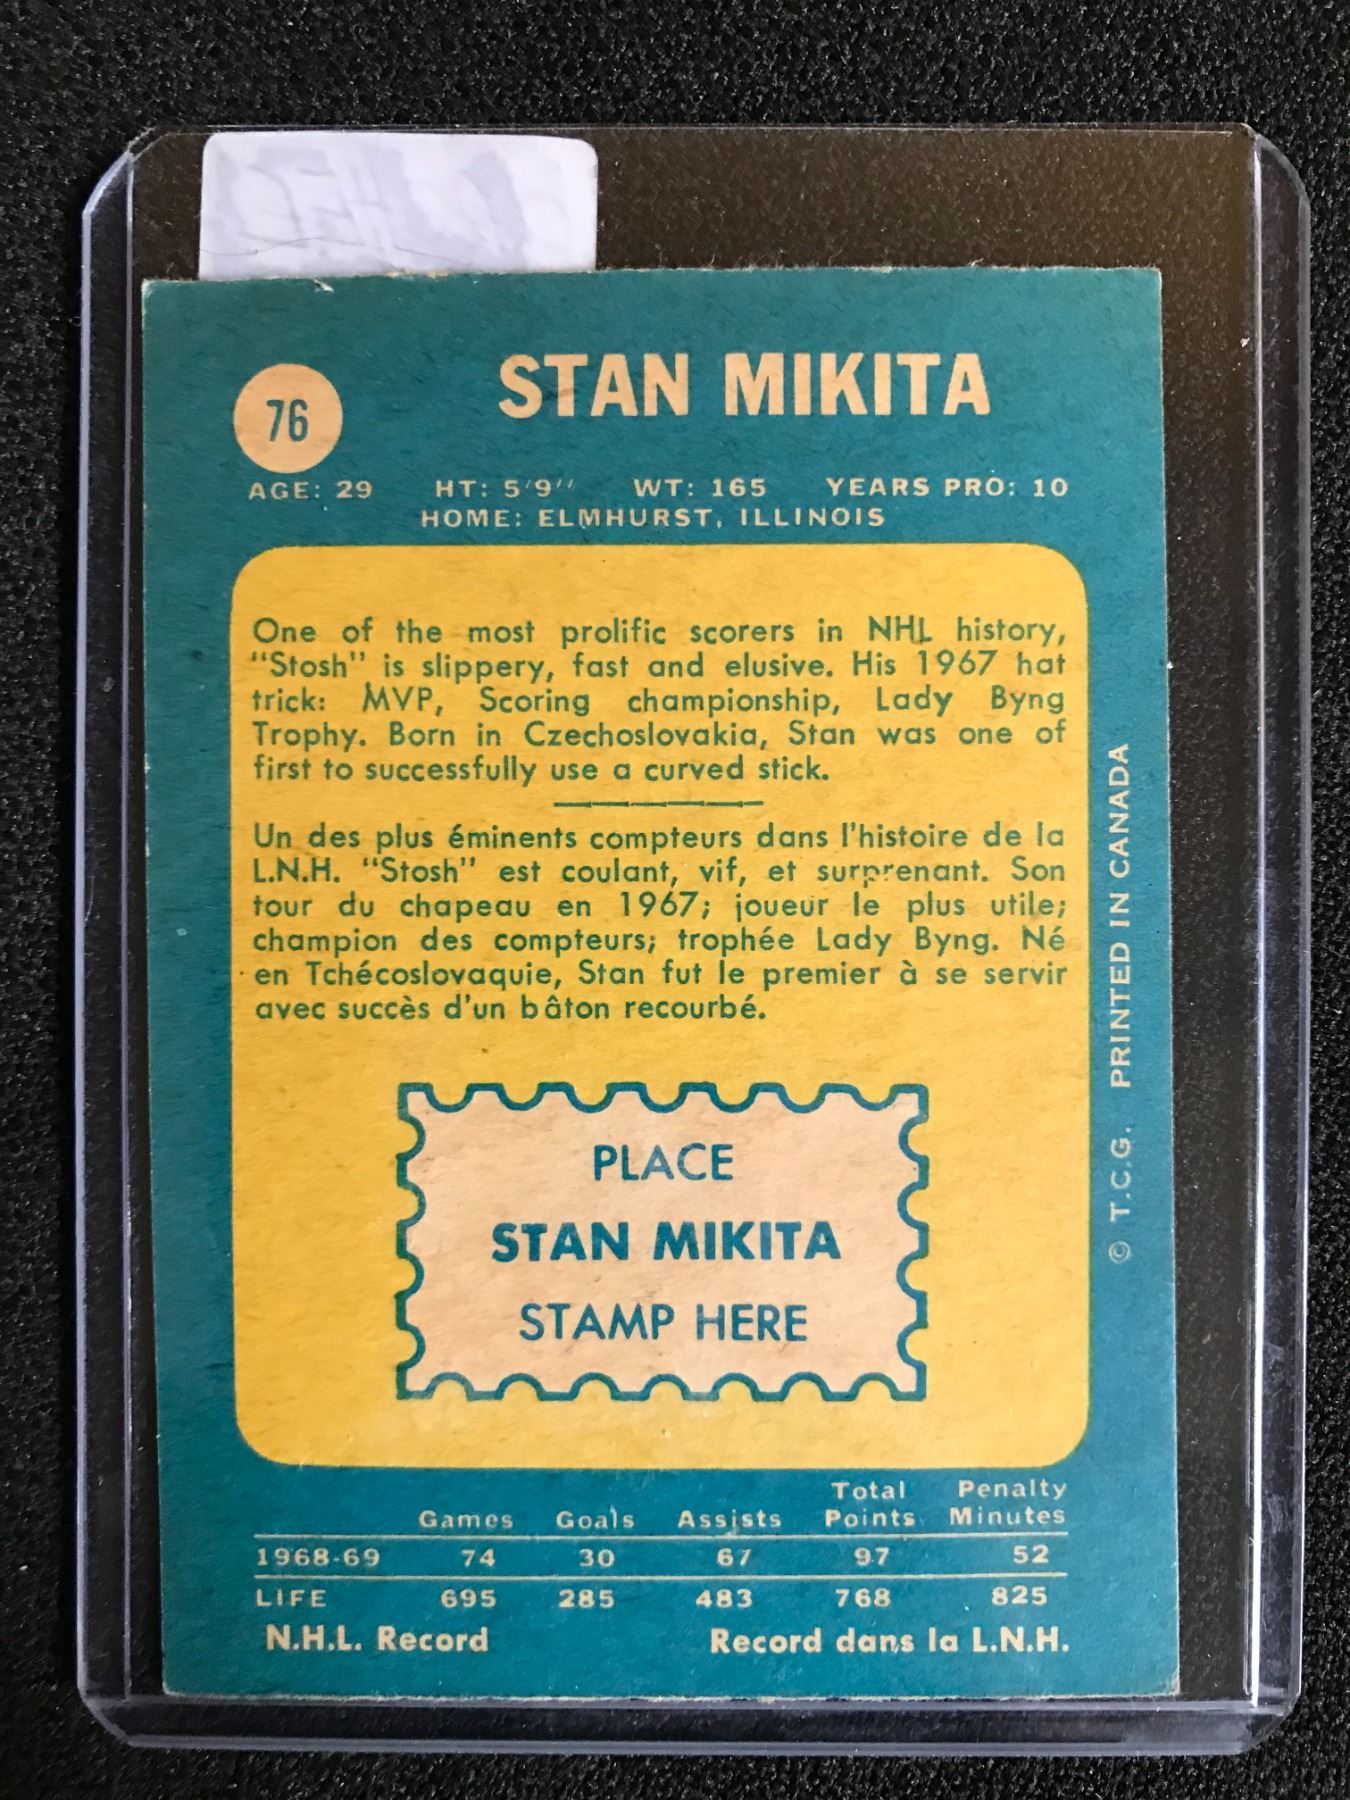 76
STAN MIKITA
AGE: 29 HT: 5'9'' WT: 165 YEARS PRO: 10
HOME: ELMHURST, ILLINOIS
One of the most prolific scorers in NHL history,
"Stosh" is slippery, fast and elusive. His 1967 hat
trick: MVP, Scoring championship, Lady Byng
Trophy. Born in Czechoslovakia, Stan was one of
first to successfully use a curved stick.
Un des plus éminents compteurs dans l'histoire de la
L.N.H. "Stosh" est coulant, vif, et surprenant. Son
tour du chapeau en 1967; joueur le plus utile;
champion des compteurs; trophée Lady Byng. Né
en Tchécoslovaquie, Stan fut le premier à se servir
avec succès d'un bâton recourbé.
PLACE
STAN MIKITA
STAMP HERE
© T.C.G. PRINTED IN CANADA
Total Penalty
Games Goals Assists Points Minutes
1968-69 74 30 67 97 52
LIFE 695 285 483 768 825
N.H.L. Record Record dans la L.N.H.